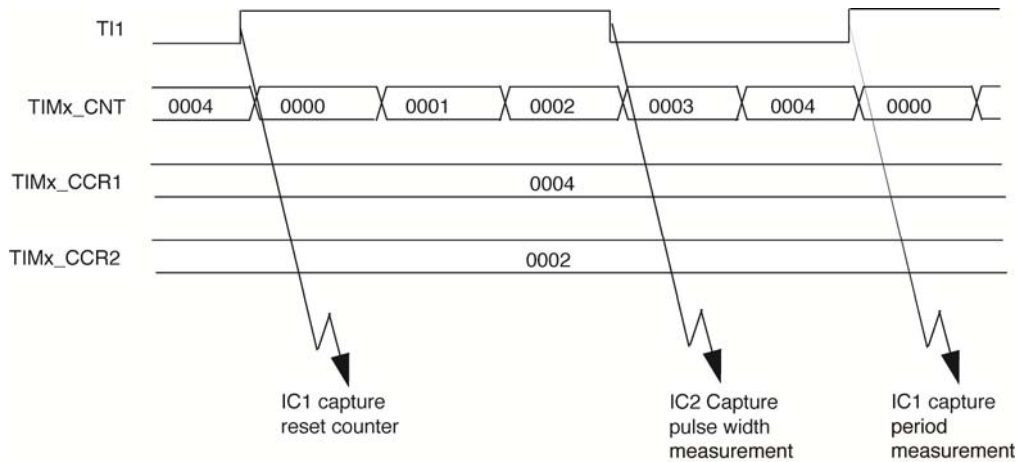 TI1
TIMx_CNT 0004 0000 0001 0002 0003 0004 0000
TIMx_CCR1 0004
TIMx_CCR2 0002
IC1 capture
reset counter
IC2 Capture
pulse width
measurement
IC1 capture
period
measurement